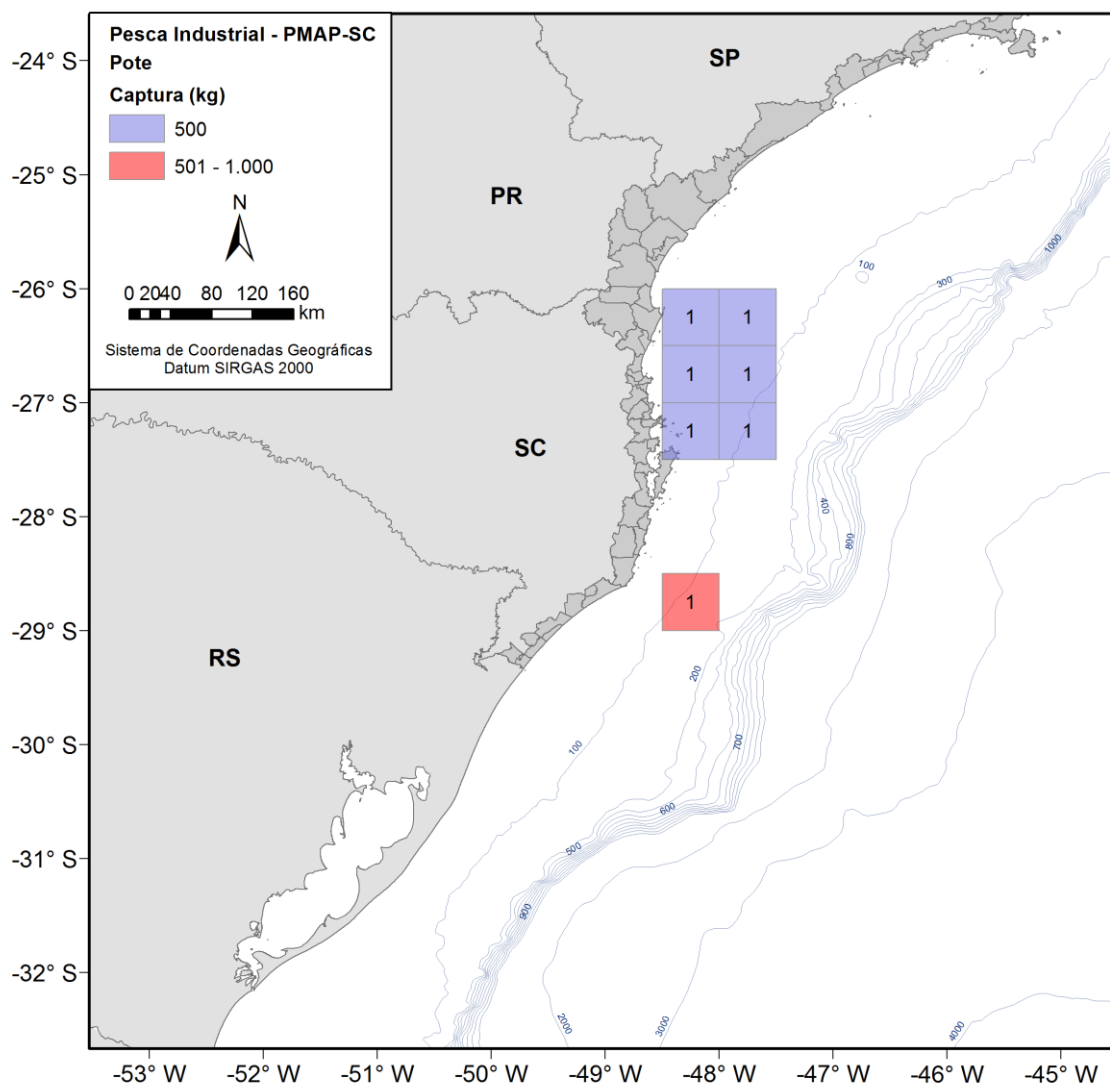 Pesca Industrial - PMAP-SC
Pote
Captura (kg)
500
501 - 1.000
N
0 20 40 80 120 160
km
Sistema de Coordenadas Geográficas
Datum SIRGAS 2000
SP
PR
SC
RS
-24° S
-25° S
-26° S
-27° S
-28° S
-29° S
-30° S
-31° S
-32° S
1 1
1 1
1 1
1
100
300
1000
400
800
200
100
700
600
500
900
2000
3000
4000
-53° W -52° W -51° W -50° W -49° W -48° W -47° W -46° W -45° W